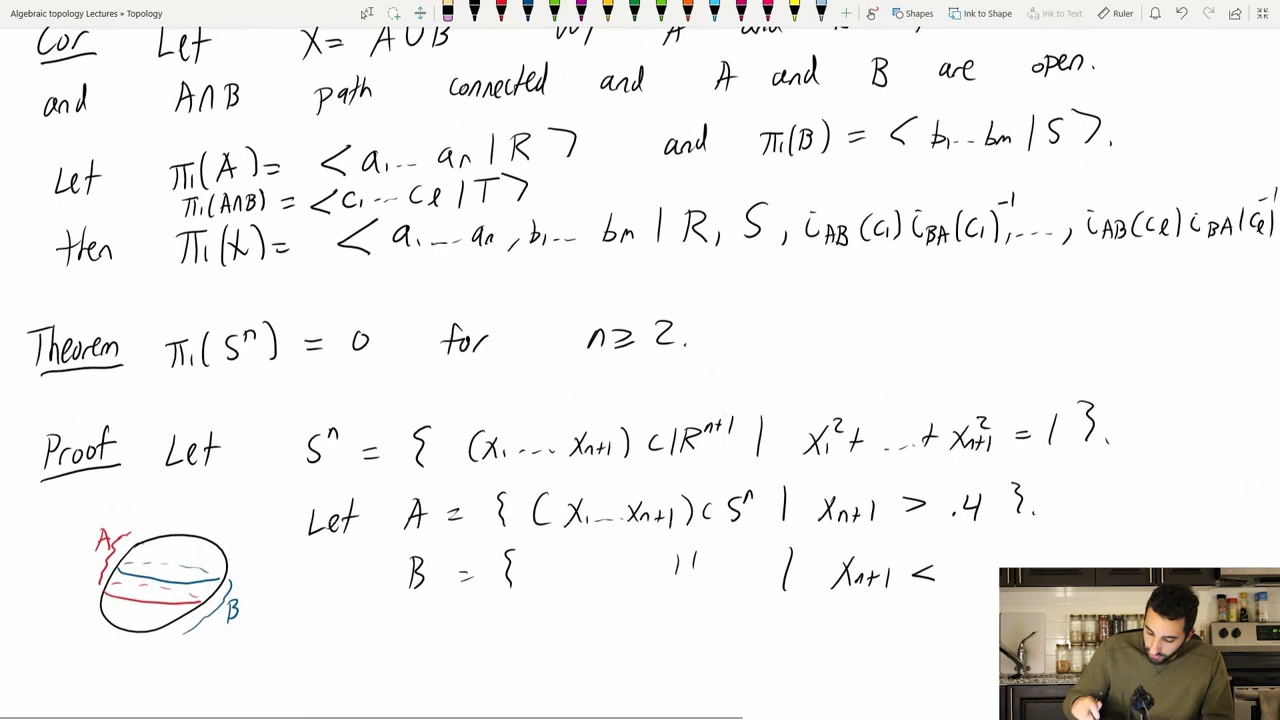 Algebraic topology Lectures – Topology
Shapes Ink to Shape Ink to Text Ruler
Cor Let X = A ∪ B w/ A and
and A∩B path connected and A and B are open.
Let π₁(A) = < a₁... aₙ | R > and π₁(B) = < b₁... bₘ | S >.
π₁(A∩B) = < c₁... cℓ | T >
then π₁(X) = < a₁... aₙ, b₁... bₘ | R, S, i_AB(c₁) i_BA(c₁)⁻¹, ..., i_AB(cℓ) i_BA(cℓ)⁻¹
Theorem π₁(Sⁿ) = 0 for n ≥ 2.
Proof Let Sⁿ = { (x₁... xₙ₊₁) ⊂ ℝⁿ⁺¹ | x₁² + ... + xₙ₊₁² = 1 }.
Let A = { (x₁...xₙ₊₁) ⊂ Sⁿ | xₙ₊₁ > .4 }.
B = { " | xₙ₊₁ <
A
B